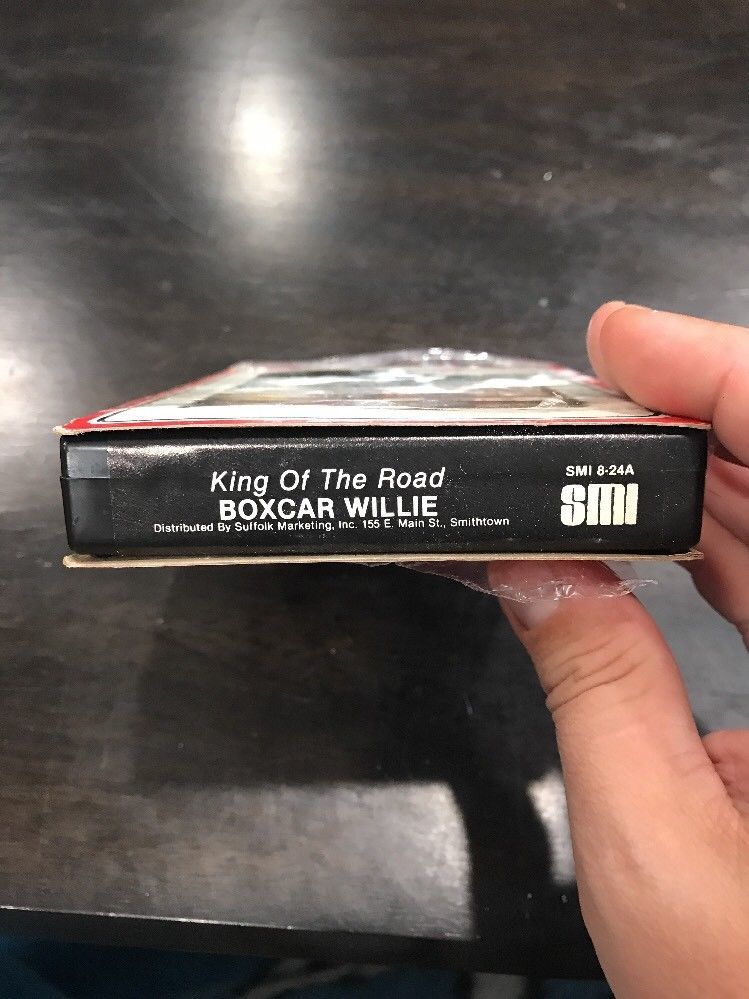 King Of The Road
BOXCAR WILLIE
Distributed By Suffolk Marketing, Inc. 155 E. Main St., Smithtown
SMI 8-24A
smi